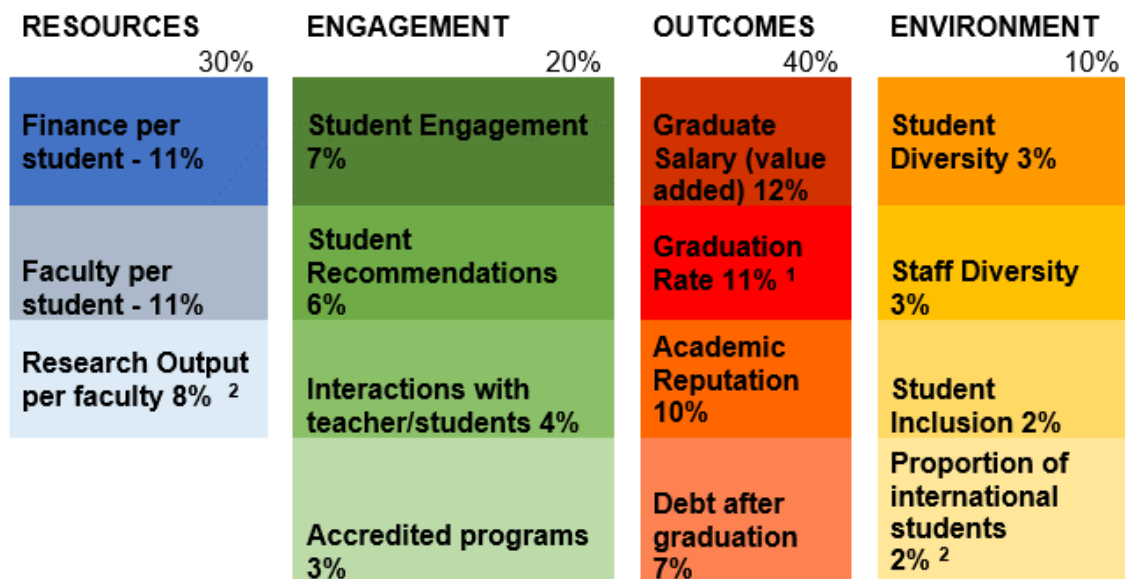 RESOURCES
30%
Finance per
student - 11%
Faculty per
student - 11%
Research Output
per faculty 8% ²
ENGAGEMENT
20%
Student Engagement
7%
Student
Recommendations
6%
Interactions with
teacher/students 4%
Accredited programs
3%
OUTCOMES
40%
Graduate
Salary (value
added) 12%
Graduation
Rate 11% ¹
Academic
Reputation
10%
Debt after
graduation
7%
ENVIRONMENT
10%
Student
Diversity 3%
Staff Diversity
3%
Student
Inclusion 2%
Proportion of
international
students
2% ²